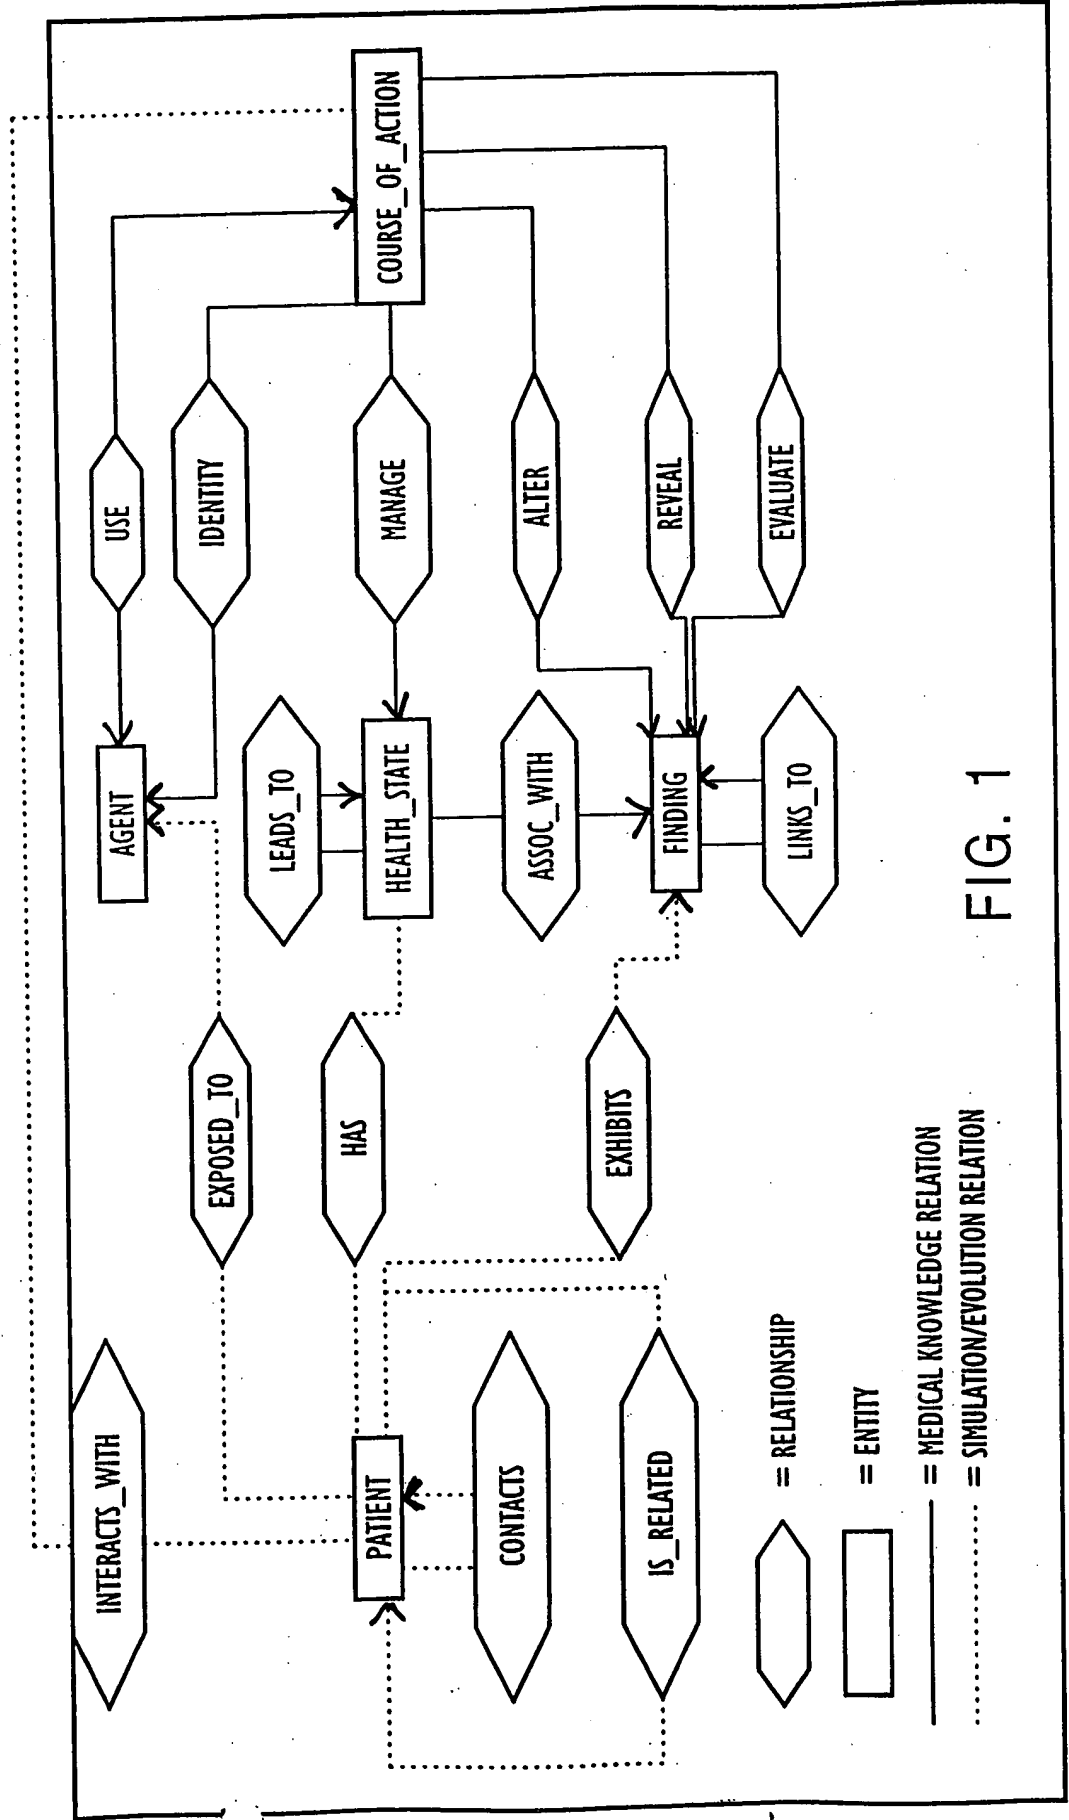 INTERACTS_WITH
EXPOSED_TO
AGENT
USE
IDENTITY
LEADS_TO
HAS
PATIENT
HEALTH_STATE
MANAGE
COURSE_OF_ACTION
CONTACTS
ASSOC_WITH
ALTER
IS_RELATED
EXHIBITS
FINDING
REVEAL
LINKS_TO
EVALUATE
= RELATIONSHIP
= ENTITY
= MEDICAL KNOWLEDGE RELATION
= SIMULATION/EVOLUTION RELATION
FIG. 1